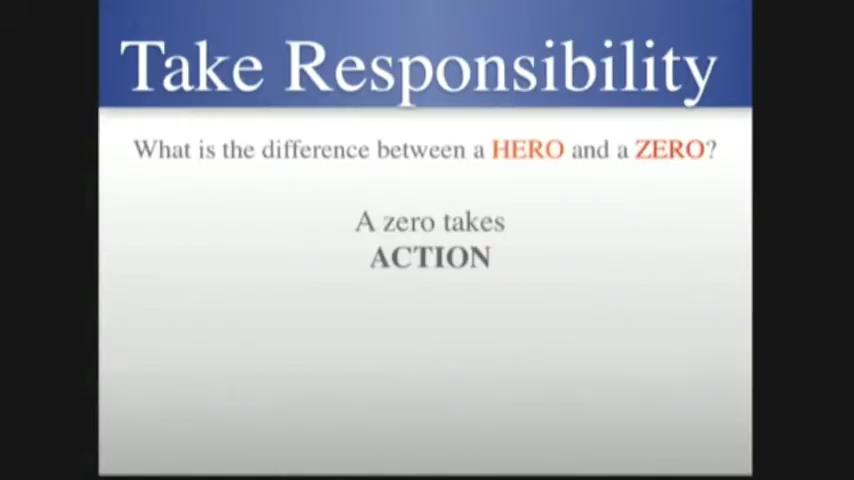 Take Responsibility
What is the difference between a HERO and a ZERO?
A zero takes
ACTION